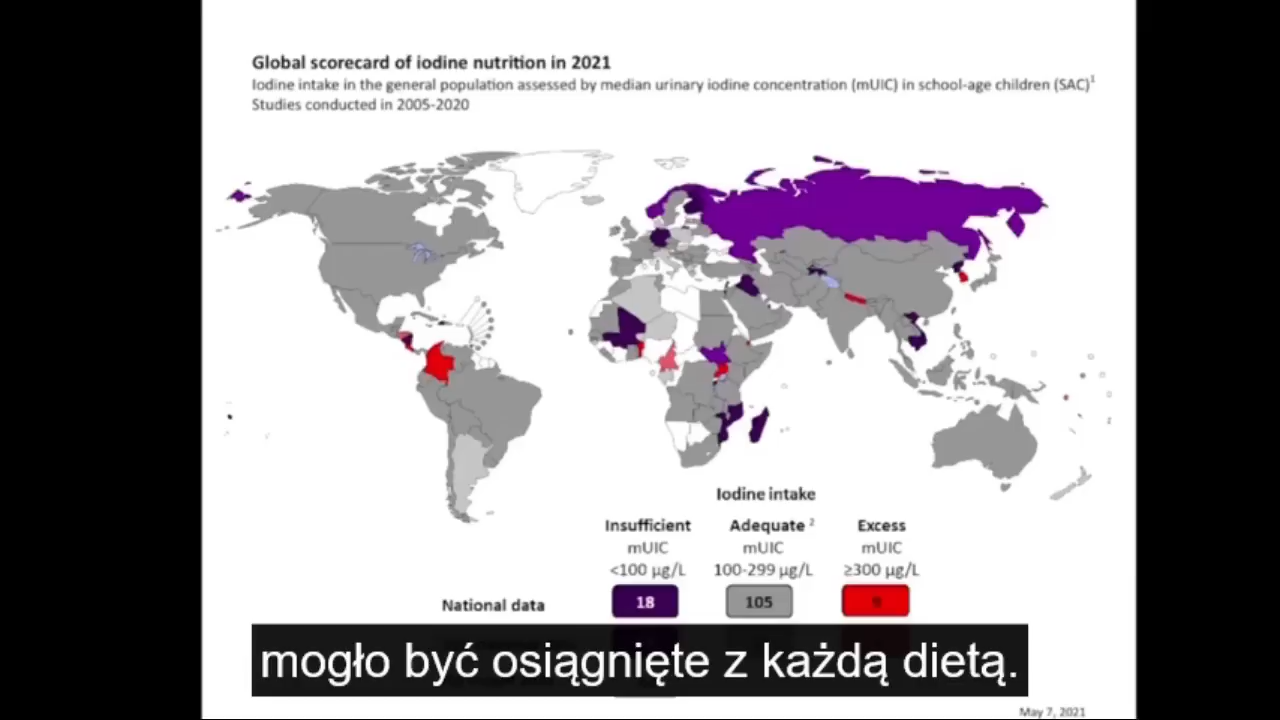 Global scorecard of iodine nutrition in 2021
Iodine intake in the general population assessed by median urinary iodine concentration (mUIC) in school-age children (SAC)¹
Studies conducted in 2005-2020
Iodine intake
Insufficient Adequate ² Excess
mUIC mUIC mUIC
<100 µg/L 100-299 µg/L ≥300 µg/L
National data 18 105
mogło być osiągnięte z każdą dietą.
May 7, 2021